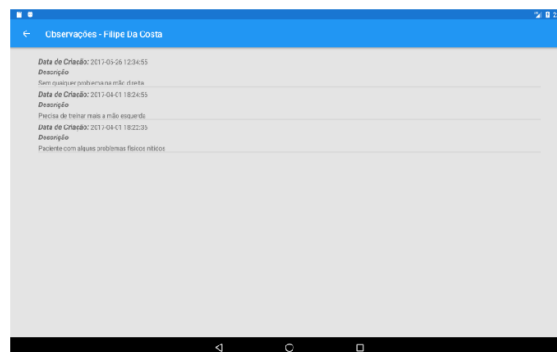 Observações - Filipe Da Costa
Data de Criação: 2017-05-26 12:34:55
Descrição
Sem qualquer problema na mão direita
Data de Criação: 2017-04-01 18:24:55
Descrição
Precisa de treinar mais a mão esquerda
Data de Criação: 2017-04-01 18:22:35
Descrição
Paciente com alguns problemas físicos